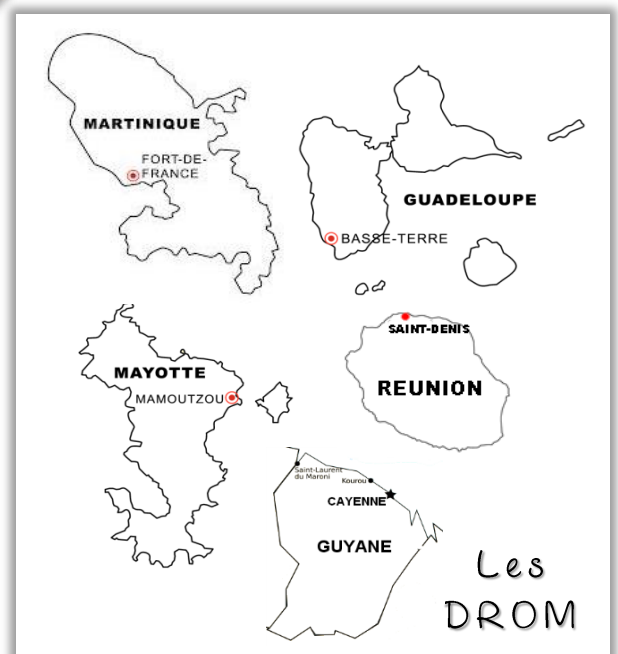 MARTINIQUE
FORT-DE-
FRANCE
GUADELOUPE
BASSE-TERRE
MAYOTTE
MAMOUTZOU
SAINT-DENIS
REUNION
Saint-Laurent
du Maroni
Kourou
CAYENNE
GUYANE
Les
DROM